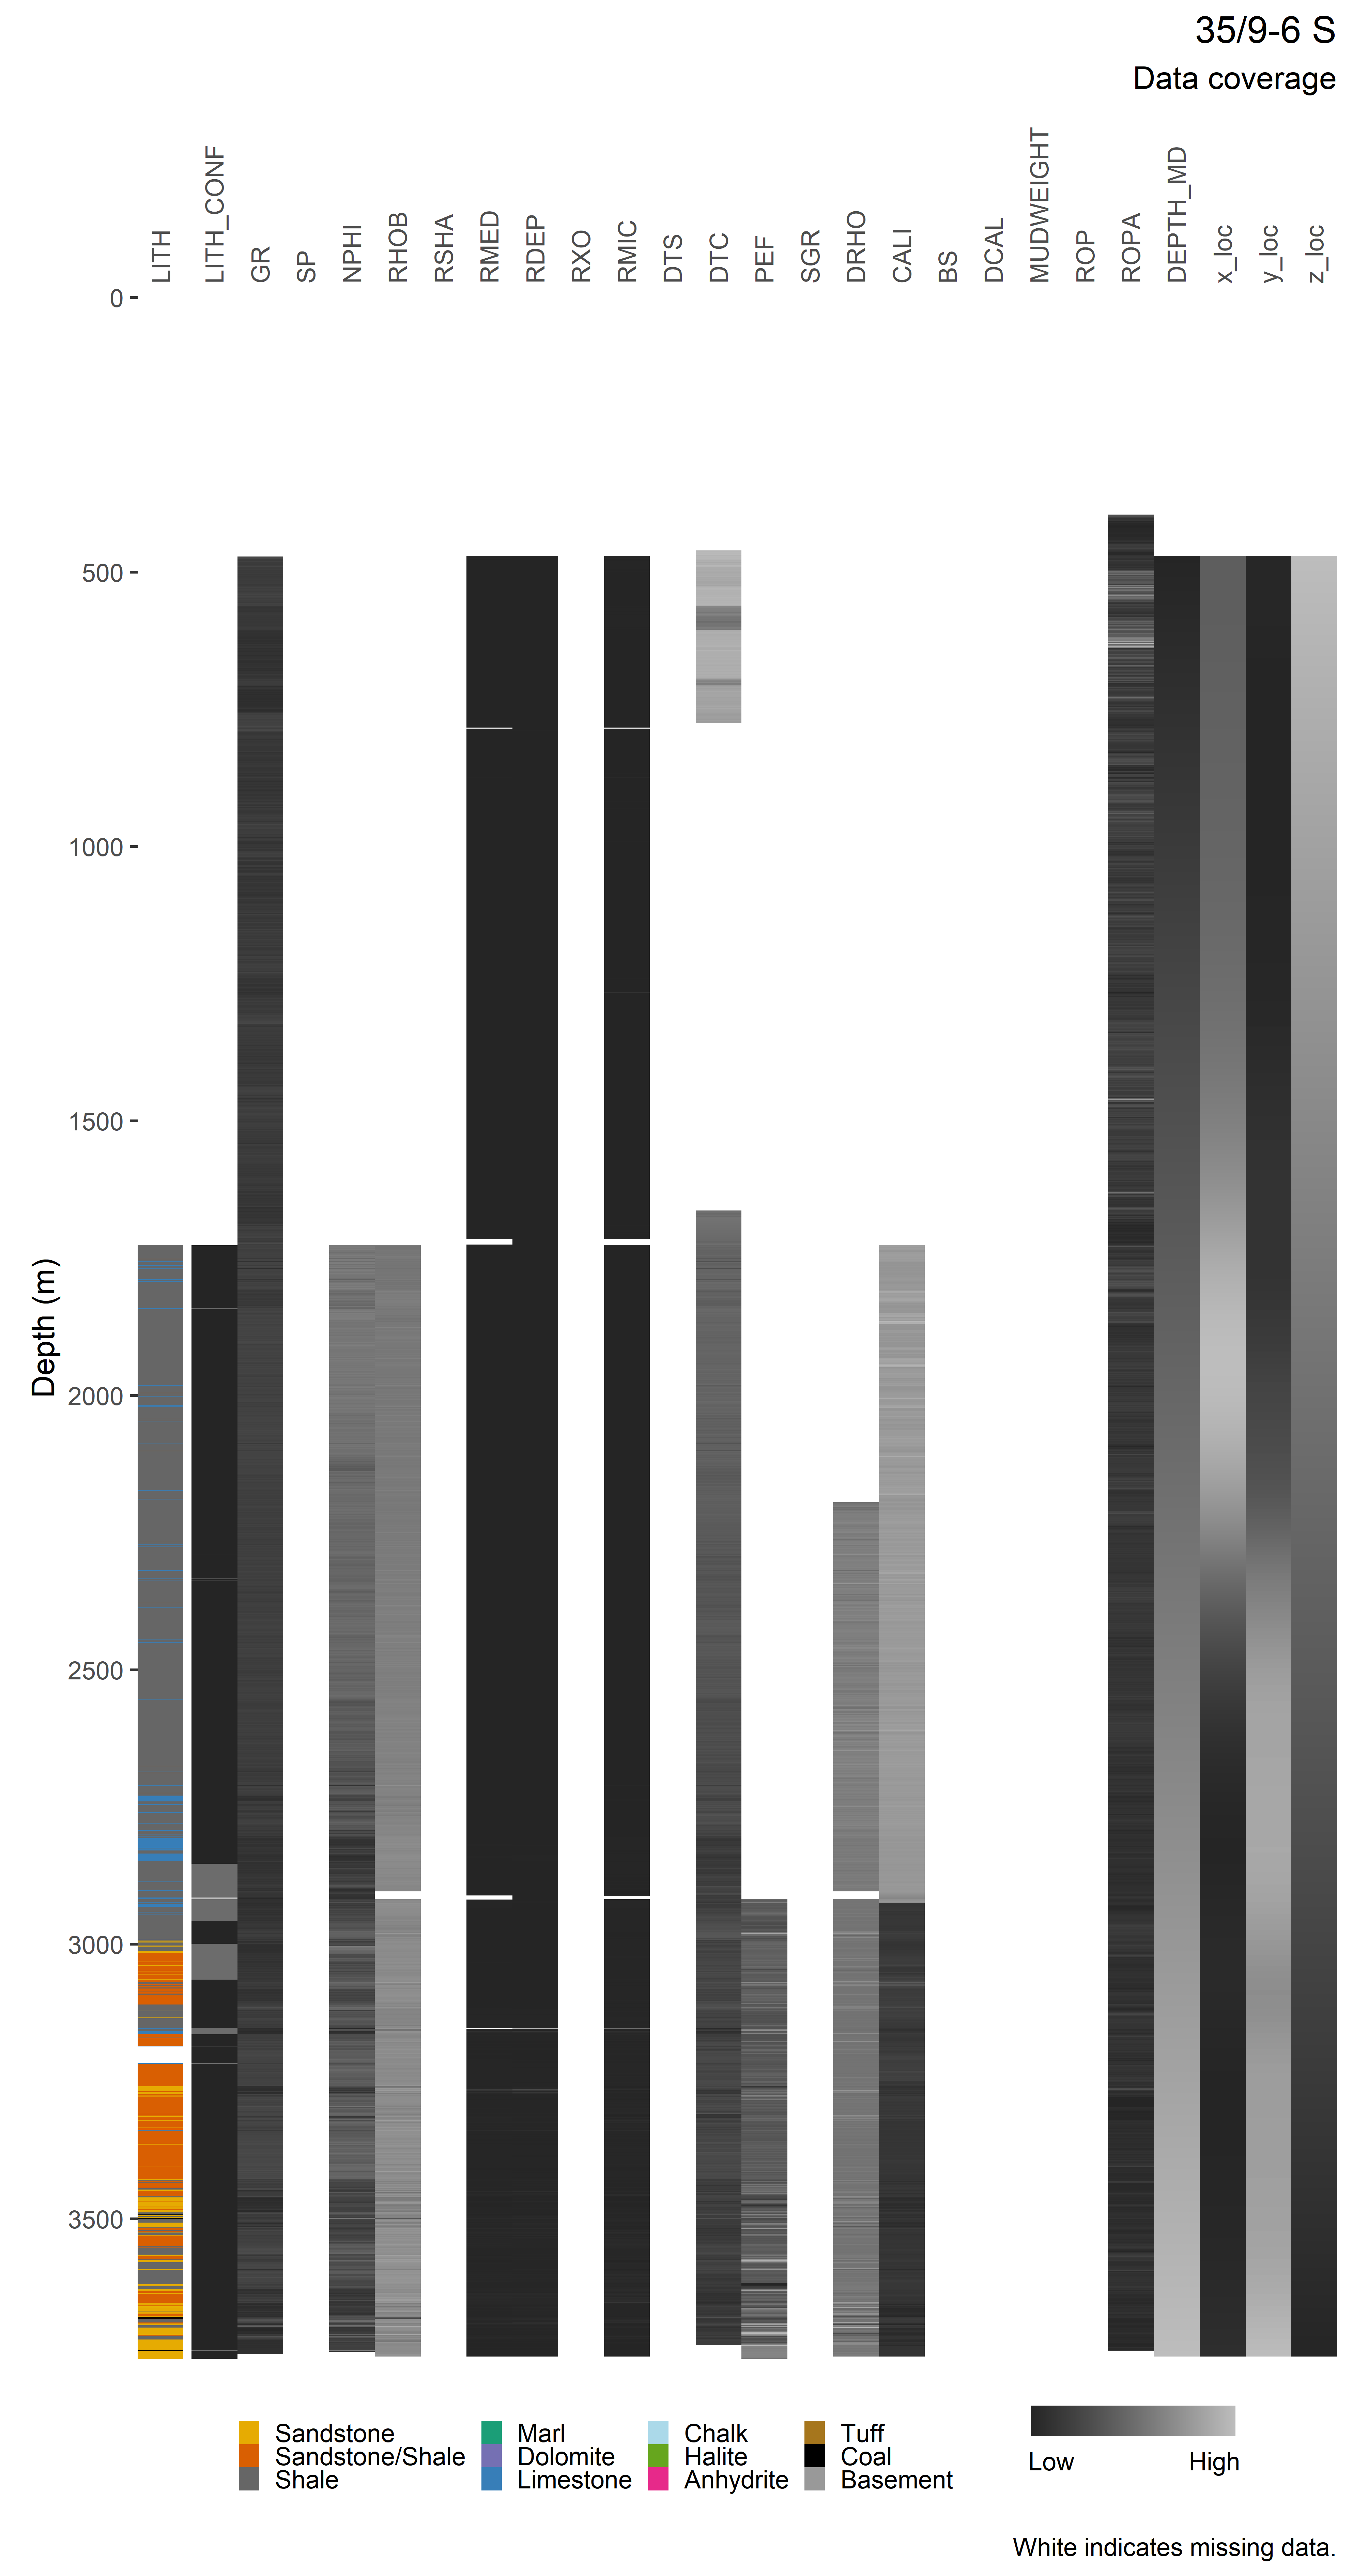 35/9-6 S
Data coverage
LITH
LITH_CONF
GR
SP
NPHI
RHOB
RSHA
RMED
RDEP
RXO
RMIC
DTS
DTC
PEF
SGR
DRHO
CALI
BS
DCAL
MUDWEIGHT
ROP
ROPA
DEPTH_MD
x_loc
y_loc
z_loc
0
500
1000
1500
2000
2500
3000
3500
Depth (m)
Sandstone
Sandstone/Shale
Shale
Marl
Dolomite
Limestone
Chalk
Halite
Anhydrite
Tuff
Coal
Basement
Low High
White indicates missing data.